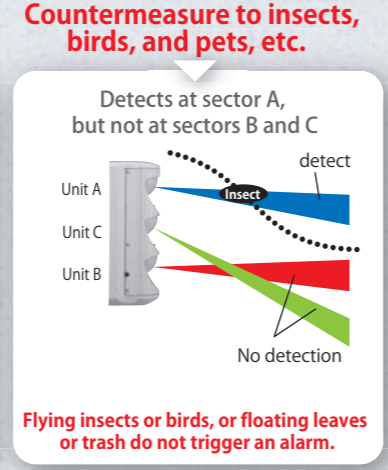 Countermeasure to insects,
birds, and pets, etc.
Detects at sector A,
but not at sectors B and C
detect
Unit A
Insect
Unit C
Unit B
No detection
Flying insects or birds, or floating leaves
or trash do not trigger an alarm.